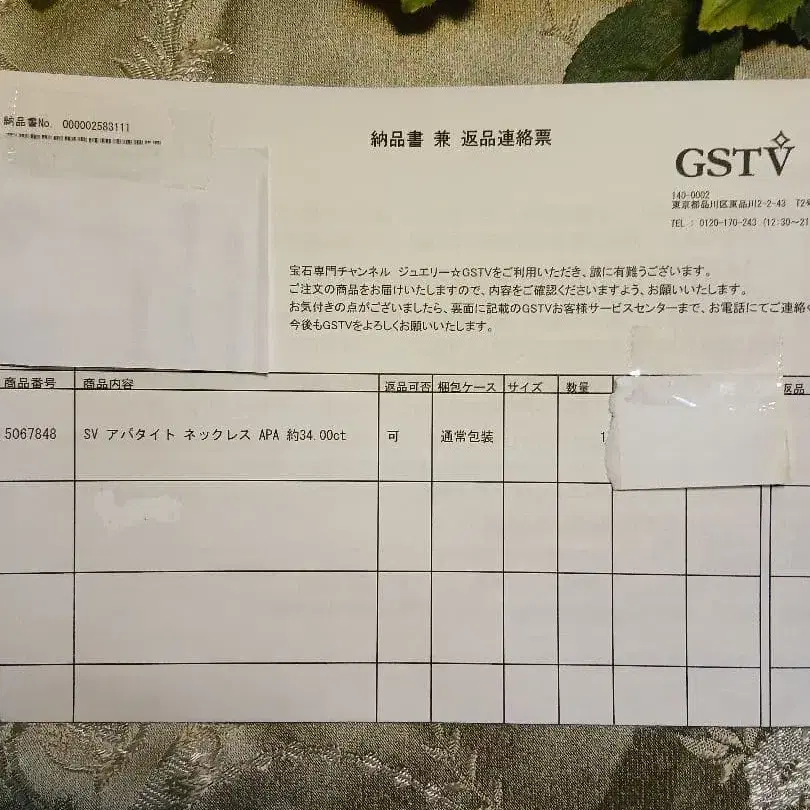 納品書No. 000002583111
納品書 兼 返品連絡票
GSTV
140-0002
東京都品川区東品川2-2-43 T2
TEL : 0120-170-243 (12:30～21
宝石専門チャンネル ジュエリー☆GSTVをご利用いただき、誠に有難うございます。
ご注文の商品をお届けいたしますので、内容をご確認くださいますよう、お願いいたします。
お気付きの点がございましたら、裏面に記載のGSTVお客様サービスセンターまで、お電話にてご連絡
今後もGSTVをよろしくお願いいたします。
商品番号 商品内容 返品可否 梱包ケース サイズ 数量 返品
5067848 SV アパタイト ネックレス APA 約34.00ct 可 通常包装 1